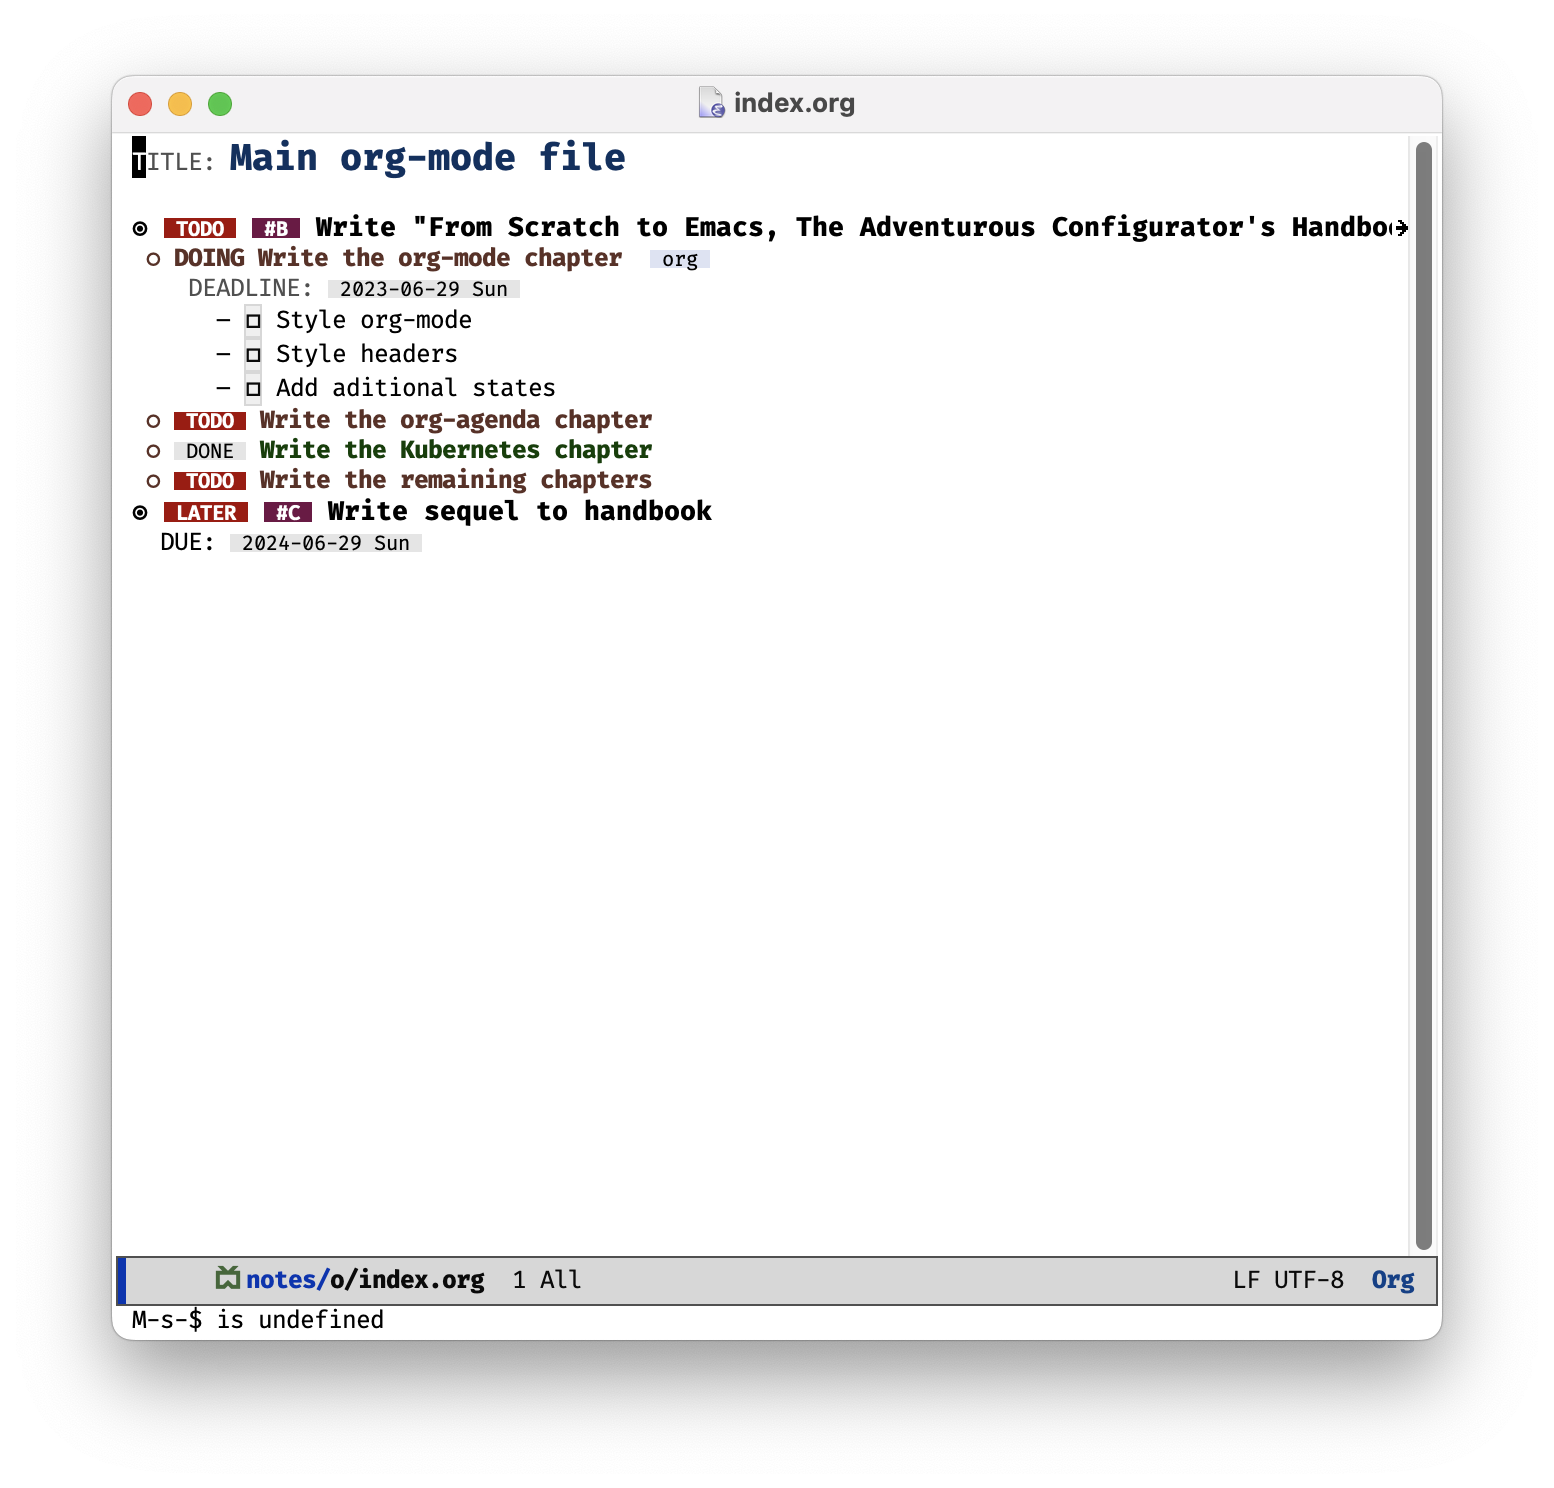 index.org
TITLE: Main org-mode file
TODO #B Write "From Scratch to Emacs, The Adventurous Configurator's Handbo
DOING Write the org-mode chapter org
DEADLINE: 2023-06-29 Sun
– □ Style org-mode
– □ Style headers
– □ Add aditional states
TODO Write the org-agenda chapter
DONE Write the Kubernetes chapter
TODO Write the remaining chapters
LATER #C Write sequel to handbook
DUE: 2024-06-29 Sun
notes/o/index.org 1 All LF UTF-8 Org
M-s-$ is undefined